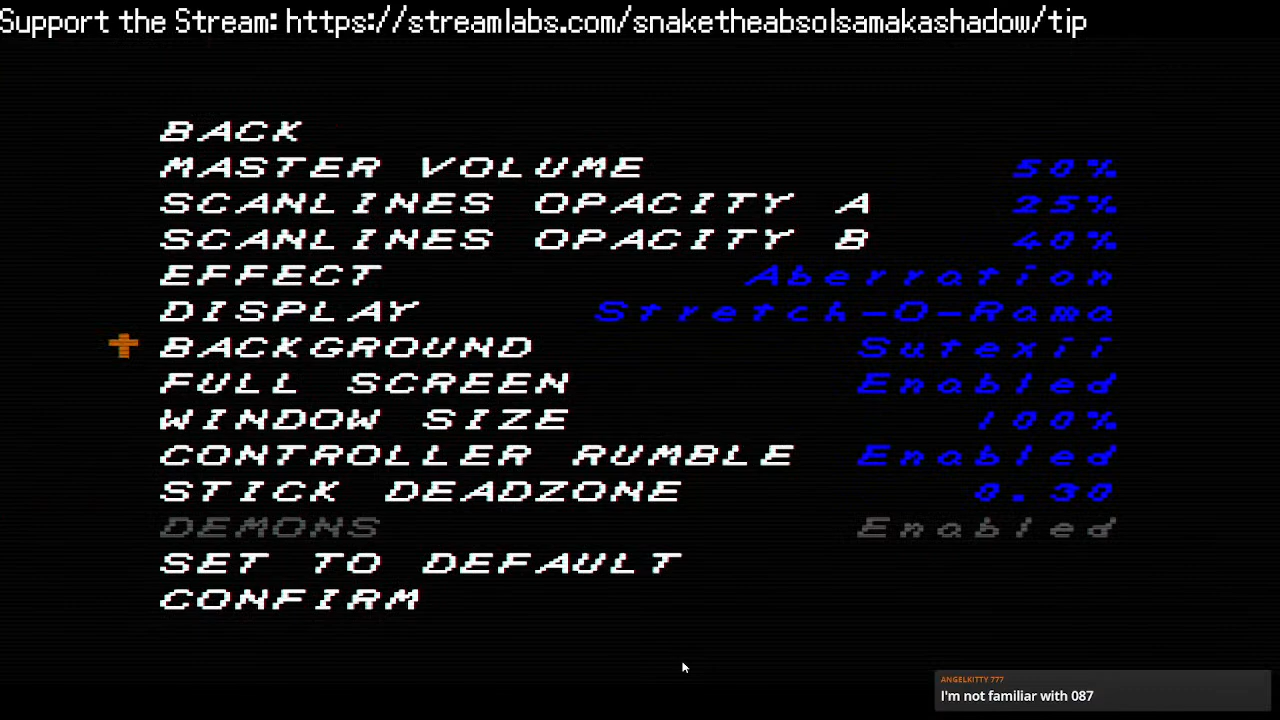 Support the Stream: https://streamlabs.com/snaketheabsolsamakashadow/tip
BACK
MASTER VOLUME 50%
SCANLINES OPACITY A 25%
SCANLINES OPACITY B 40%
EFFECT Aberration
DISPLAY Stretch-O-Rama
BACKGROUND Sutexii
FULL SCREEN Enabled
WINDOW SIZE 100%
CONTROLLER RUMBLE Enabled
STICK DEADZONE 0.30
DEMONS Enabled
SET TO DEFAULT
CONFIRM
ANGELKITTY 777
I'm not familiar with 087